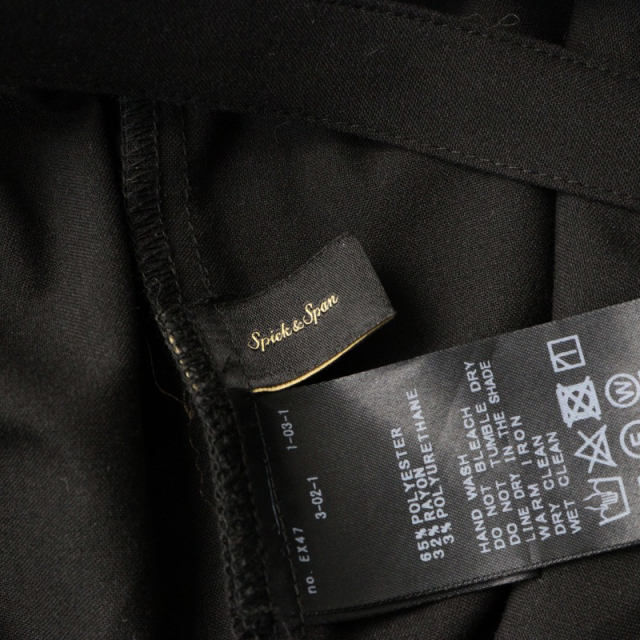 Spick & Span
65% POLYESTER
32% RAYON
3% POLYURETHANE
HAND WASH
DO NOT BLEACH
DO NOT TUMBLE DRY
LINE DRY IN THE SHADE
WARM IRON
DRY CLEAN
WET CLEAN
no. EX47 3-02-1 1-03-1
W